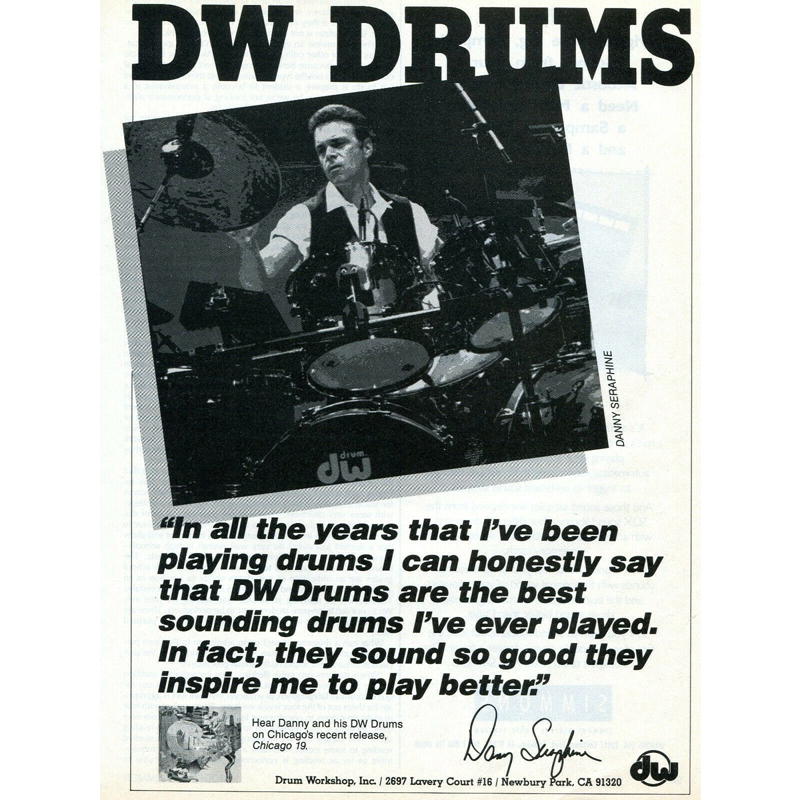 DW DRUMS
DANNY SERAPHINE
drum
dw
“In all the years that I’ve been
playing drums I can honestly say
that DW Drums are the best
sounding drums I’ve ever played.
In fact, they sound so good they
inspire me to play better.”
Hear Danny and his DW Drums
on Chicago's recent release,
Chicago 19.
Danny Seraphine
Drum Workshop, Inc. / 2697 Lavery Court #16 / Newbury Park, CA 91320
dw